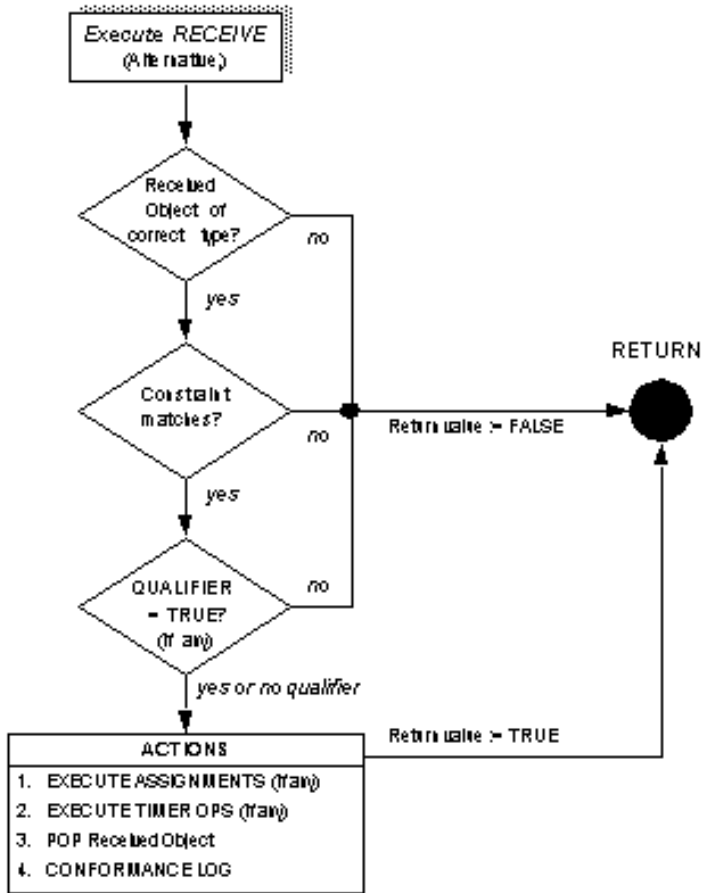 Execute RECEIVE
(Alternative)
Received
Object of
correct type?
no
yes
RETURN
Constraint
matches?
no
Return value := FALSE
yes
QUALIFIER
= TRUE?
(if any)
no
yes or no qualifier
Return value := TRUE
ACTIONS
1. EXECUTE ASSIGNMENTS (if any)
2. EXECUTE TIMER OPS (if any)
3. POP Received Object
4. CONFORMANCE LOG